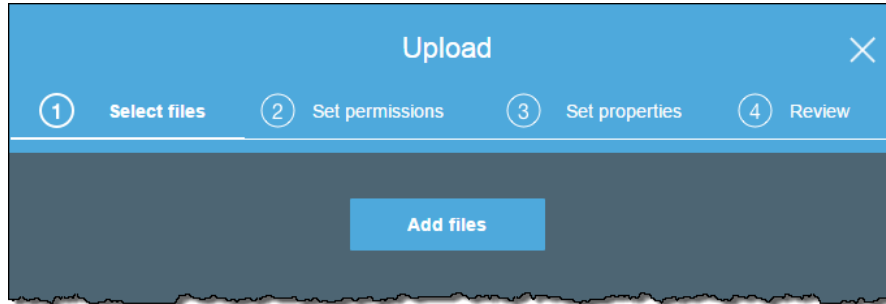 Upload
1 Select files 2 Set permissions 3 Set properties 4 Review
Add files